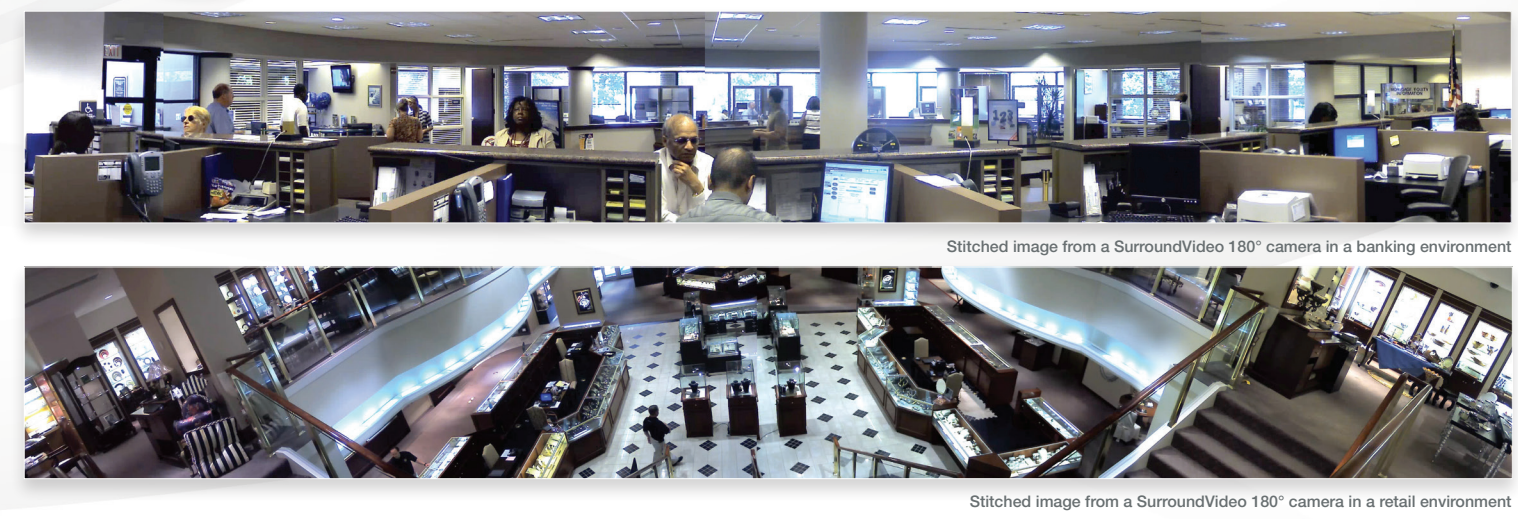 Stitched image from a SurroundVideo 180° camera in a banking environment
Stitched image from a SurroundVideo 180° camera in a retail environment